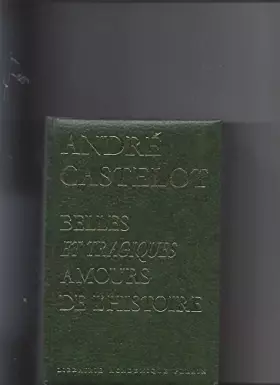 ANDRÉ
CASTELOT
BELLES
ET TRAGIQUES
AMOURS
DE L'HISTOIRE
LIBRAIRIE ACADÉMIQUE PERRIN